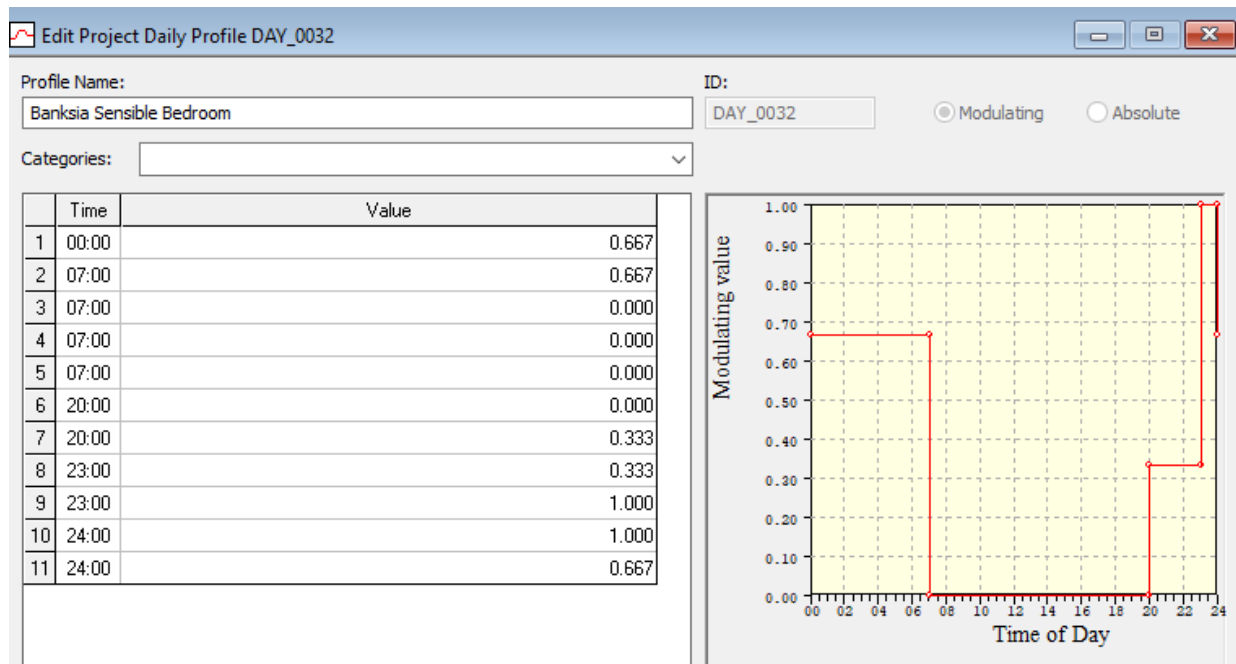 Edit Project Daily Profile DAY_0032
Profile Name:
ID:
Banksia Sensible Bedroom
DAY_0032
Modulating
Absolute
Categories:
Time Value
1 00:00 0.667
2 07:00 0.667
3 07:00 0.000
4 07:00 0.000
5 07:00 0.000
6 20:00 0.000
7 20:00 0.333
8 23:00 0.333
9 23:00 1.000
10 24:00 1.000
11 24:00 0.667
Modulating value
1.00
0.90
0.80
0.70
0.60
0.50
0.40
0.30
0.20
0.10
0.00
00 02 04 06 08 10 12 14 16 18 20 22 24
Time of Day